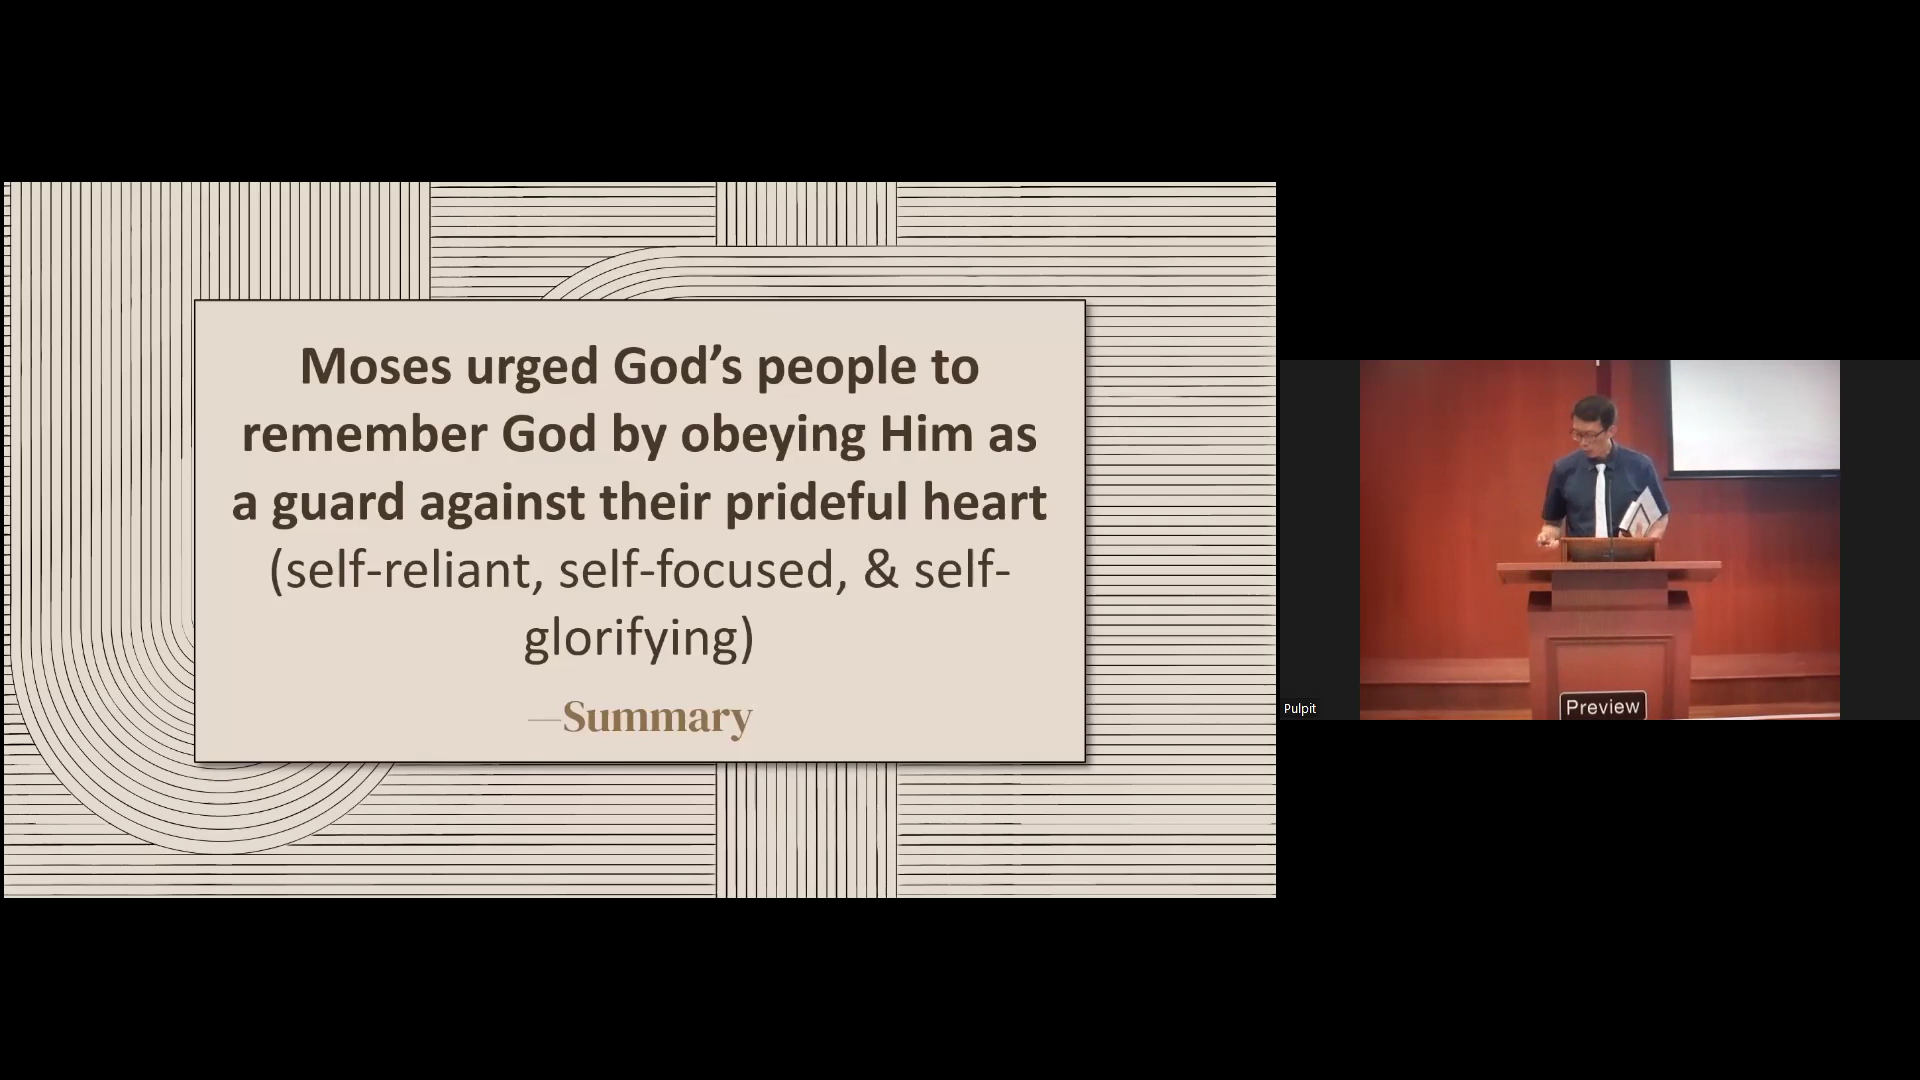 Moses urged God’s people to
remember God by obeying Him as
a guard against their prideful heart
(self-reliant, self-focused, & self-
glorifying)
—Summary
Pulpit
Preview